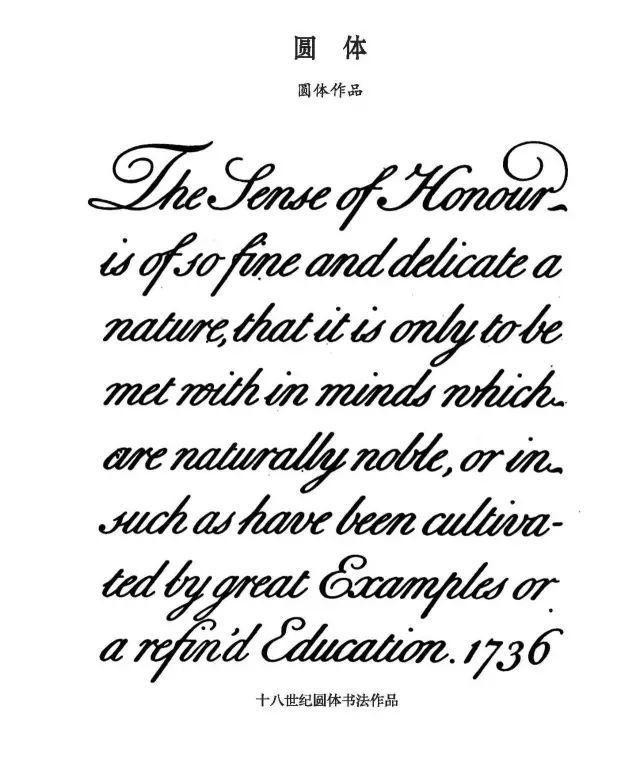 圆 体
圆体作品
The Sense of Honour
is of so fine and delicate a
nature, that it is only to be
met with in minds which
are naturally noble, or in
such as have been cultiva-
ted by great Examples or
a refin'd Education. 1736
十八世纪圆体书法作品